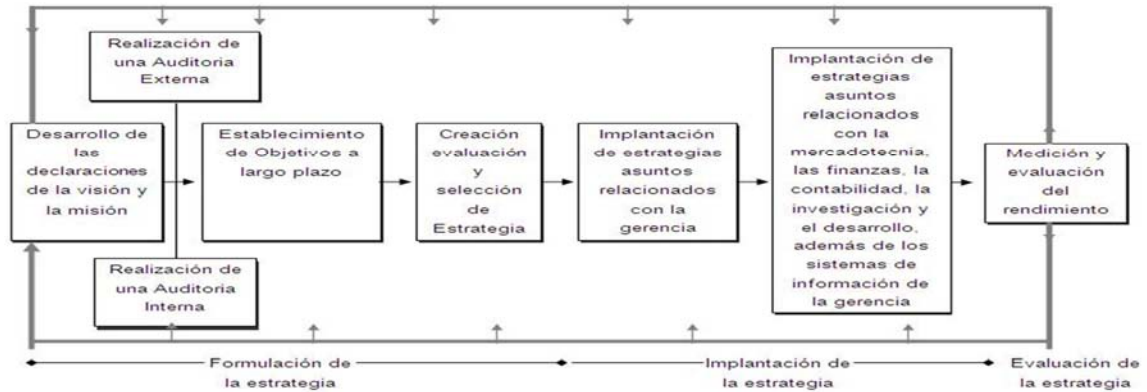 Realización de
una Auditoria
Externa
Desarrollo de
las
declaraciones
de la visión y
la misión
Realización de
una Auditoria
Interna
Establecimiento
de Objetivos a
largo plazo
Creación
evaluación
y
selección
de
Estrategia
Implantación
de estrategias
asuntos
relacionados
con la
gerencia
Implantación de
estrategias
asuntos
relacionados
con la
mercadotecnia,
las finanzas, la
contabilidad, la
investigación y
el desarrollo,
además de los
sistemas de
información de
la gerencia
Medición y
evaluación
del
rendimiento
Formulación de
la estrategia
Implantación de
la estrategia
Evaluación de
la estrategia